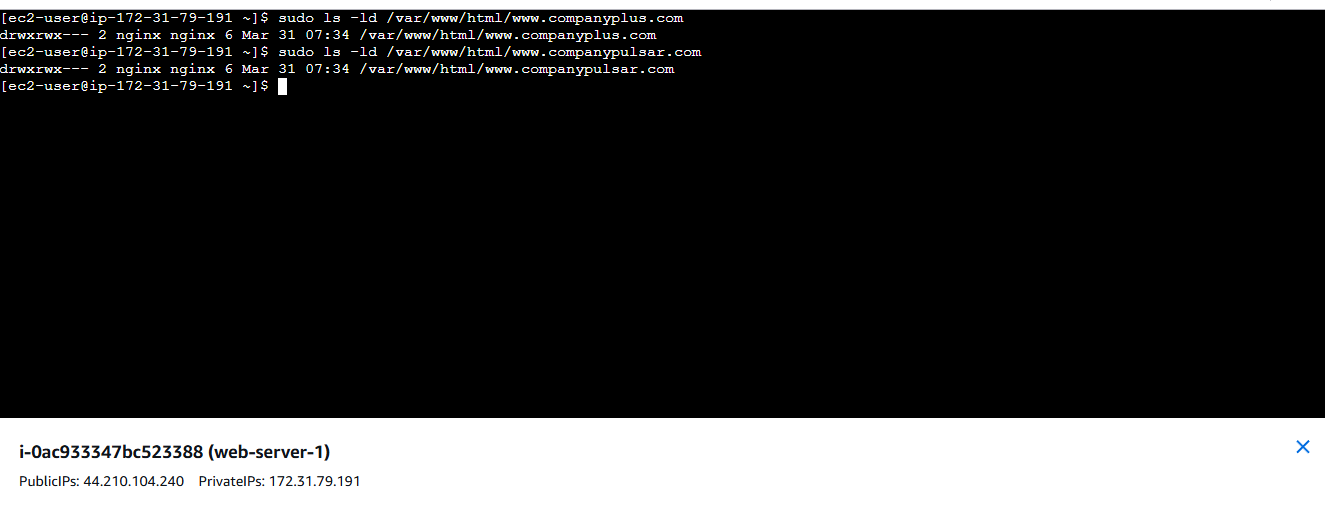 [ec2-user@ip-172-31-79-191 ~]$ sudo ls -ld /var/www/html/www.companyplus.com
drwxrwx--- 2 nginx nginx 6 Mar 31 07:34 /var/www/html/www.companyplus.com
[ec2-user@ip-172-31-79-191 ~]$ sudo ls -ld /var/www/html/www.companypulsar.com
drwxrwx--- 2 nginx nginx 6 Mar 31 07:34 /var/www/html/www.companypulsar.com
[ec2-user@ip-172-31-79-191 ~]$
i-0ac933347bc523388 (web-server-1)
PublicIPs: 44.210.104.240 PrivateIPs: 172.31.79.191